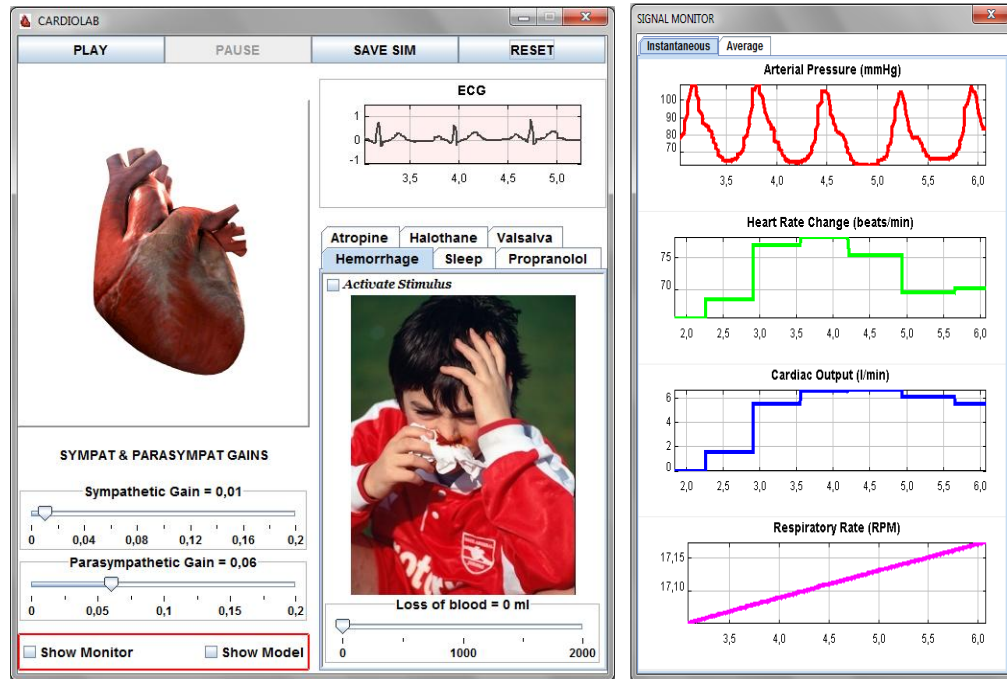 CARDIOLAB
PLAY PAUSE SAVE SIM RESET
ECG
1
0
-1
3,5 4,0 4,5 5,0
Atropine Halothane Valsalva
Hemorrhage Sleep Propranolol
Activate Stimulus
SYMPAT & PARASYMPAT GAINS
Sympathetic Gain = 0,01
0 0,04 0,08 0,12 0,16 0,2
Parasympathetic Gain = 0,06
0 0,05 0,1 0,15 0,2
Show Monitor Show Model
Loss of blood = 0 ml
0 1000 2000
SIGNAL MONITOR
Instantaneous Average
Arterial Pressure (mmHg)
100
90
80
70
3,5 4,0 4,5 5,0 5,5 6,0
Heart Rate Change (beats/min)
75
70
2,0 2,5 3,0 3,5 4,0 4,5 5,0 5,5 6,0
Cardiac Output (l/min)
6
4
2
0
2,0 2,5 3,0 3,5 4,0 4,5 5,0 5,5 6,0
Respiratory Rate (RPM)
17,15
17,10
3,5 4,0 4,5 5,0 5,5 6,0